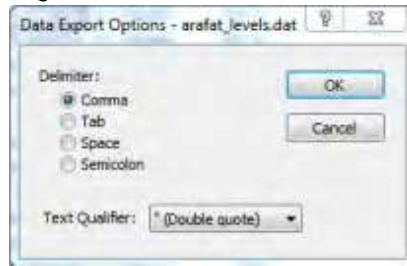 Data Export Options - arafat_levels.dat
Delimiter:
Comma
OK
Tab
Cancel
Space
Semicolon
Text Qualifier: " (Double quote)